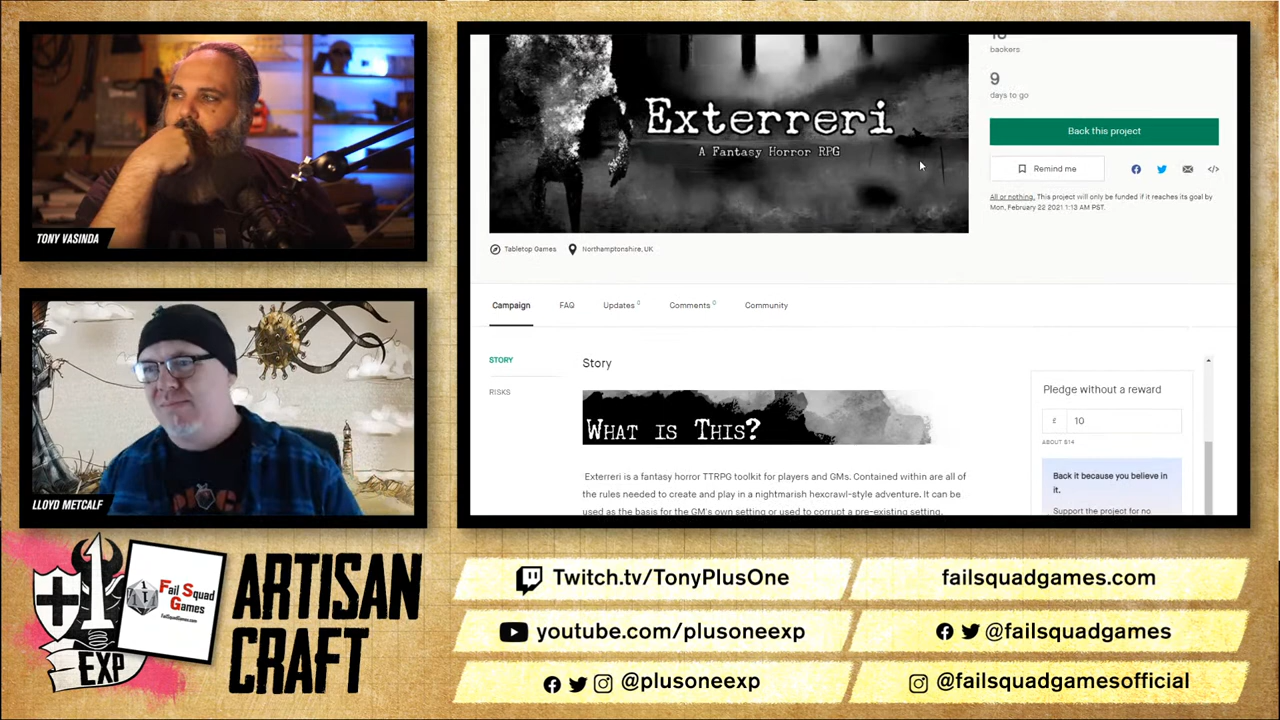 TONY VASINDA
LLOYD METCALF
backers
9
days to go
Back this project
Remind me
All or nothing. This project will only be funded if it reaches its goal by
Mon, February 22 2021 1:13 AM PST.
Exterreri
A Fantasy Horror RPG
Tabletop Games
Northamptonshire, UK
Campaign
FAQ
Updates 0
Comments 0
Community
STORY
RISKS
Story
WHAT IS THIS?
Exterreri is a fantasy horror TTRPG toolkit for players and GMs. Contained within are all of
the rules needed to create and play in a nightmarish hexcrawl-style adventure. It can be
used as the basis for the GM's own setting or used to corrupt a pre-existing setting.
Pledge without a reward
£ 10
ABOUT $14
Back it because you believe in
it.
Support the project for no
+1
EXP
Fail Squad
Games
FailSquadGames.com
ARTISAN
CRAFT
Twitch.tv/TonyPlusOne
youtube.com/plusoneexp
@plusoneexp
failsquadgames.com
@failsquadgames
@failsquadgamesofficial